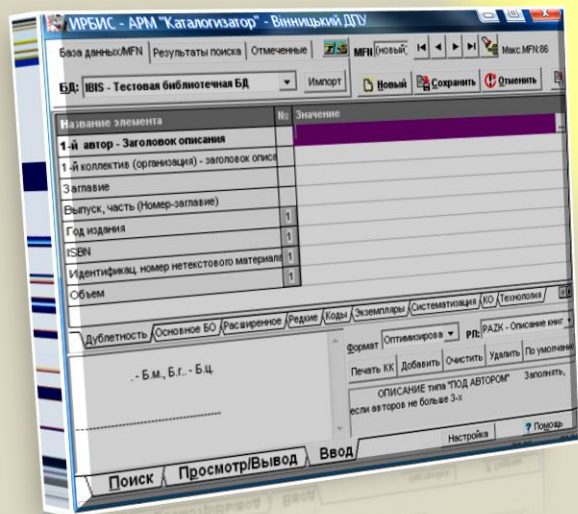 ИРБИС - АРМ "Каталогизатор" - Вінницький ДПУ
База данных/MFN Результаты поиска Отмеченные MFN (новый) Макс.MFN:86
БД: IBIS - Тестовая библиотечная БД Импорт Новый Сохранить Отменить
Название элемента № Значение
1-й автор - Заголовок описания
1-й коллектив (организация) - заголовок описа
Заглавие
Выпуск, часть (Номер-заглавие)
Год издания 1
ISBN 1
Идентификац. номер нетекстового материала 1
Объем 1
Дублетность Основное БО Расширенное Редкие Коды Экземпляры Систематизация КО Технология
Формат Оптимизирова РЛ: PAZK - Описание книг
Печать КК Добавить Очистить Удалить По умолчани
. - Б.м., Б.г.. - Б.ц.
ОПИСАНИЕ типа "ПОД АВТОРОМ" Заполнять,
если авторов не больше 3-х
Настройка ? Помощь
Поиск Просмотр/Вывод Ввод